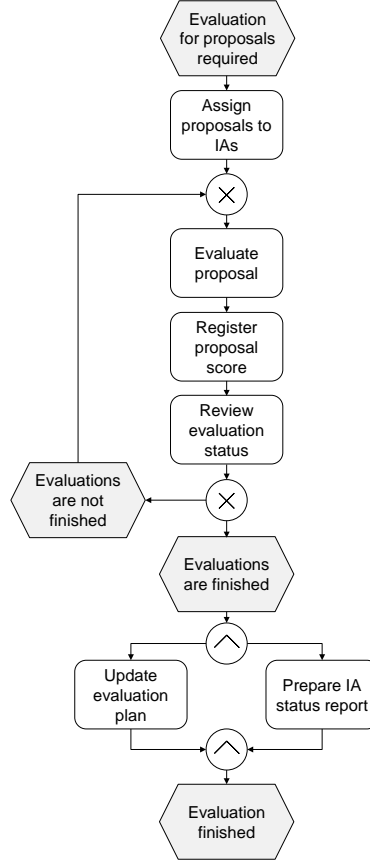 Evaluation
for proposals
required
Assign
proposals to
IAs
Evaluate
proposal
Register
proposal
score
Review
evaluation
status
Evaluations
are not
finished
Evaluations
are finished
Update
evaluation
plan
Prepare IA
status report
Evaluation
finished